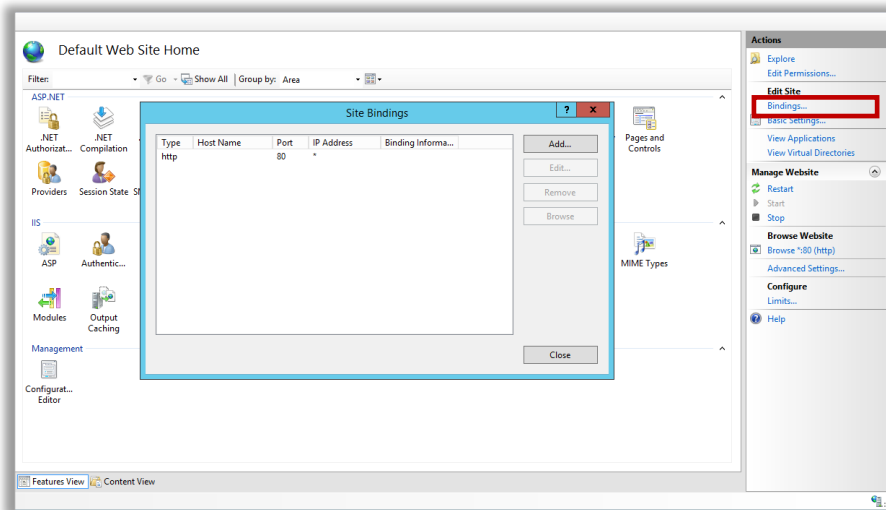 Default Web Site Home
Filter:
Go
Show All
Group by: Area
ASP.NET
.NET
Authorizat...
.NET
Compilation
Pages and
Controls
Providers
Session State
IIS
ASP
Authentic...
MIME Types
Modules
Output
Caching
Management
Configurat...
Editor
Features View
Content View
Site Bindings
?
x
Type Host Name Port IP Address Binding Informa...
http 80 *
Add...
Edit...
Remove
Browse
Close
Actions
Explore
Edit Permissions...
Edit Site
Bindings...
Basic Settings...
View Applications
View Virtual Directories
Manage Website
Restart
Start
Stop
Browse Website
Browse *:80 (http)
Advanced Settings...
Configure
Limits...
Help